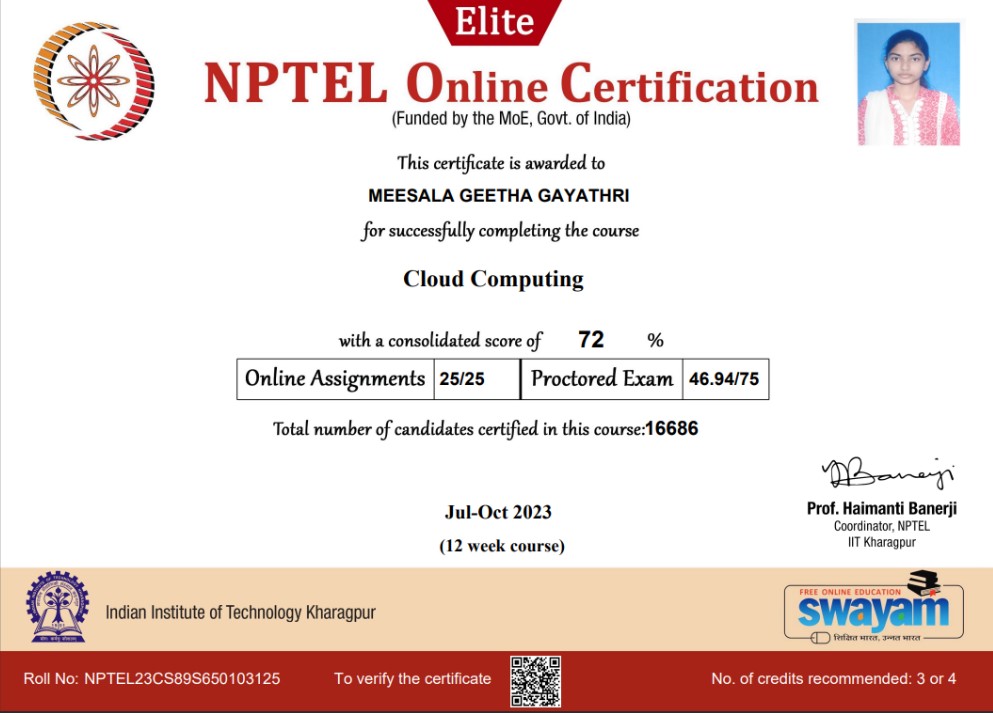 Elite
NPTEL Online Certification
(Funded by the MoE, Govt. of India)
This certificate is awarded to
MEESALA GEETHA GAYATHRI
for successfully completing the course
Cloud Computing
with a consolidated score of 72 %
Online Assignments 25/25 Proctored Exam 46.94/75
Total number of candidates certified in this course:16686
Jul-Oct 2023
(12 week course)
Banerji
Prof. Haimanti Banerji
Coordinator, NPTEL
IIT Kharagpur
Indian Institute of Technology Kharagpur
FREE ONLINE EDUCATION
swayam
शिक्षित भारत, उन्नत भारत
Roll No: NPTEL23CS89S650103125
To verify the certificate
No. of credits recommended: 3 or 4